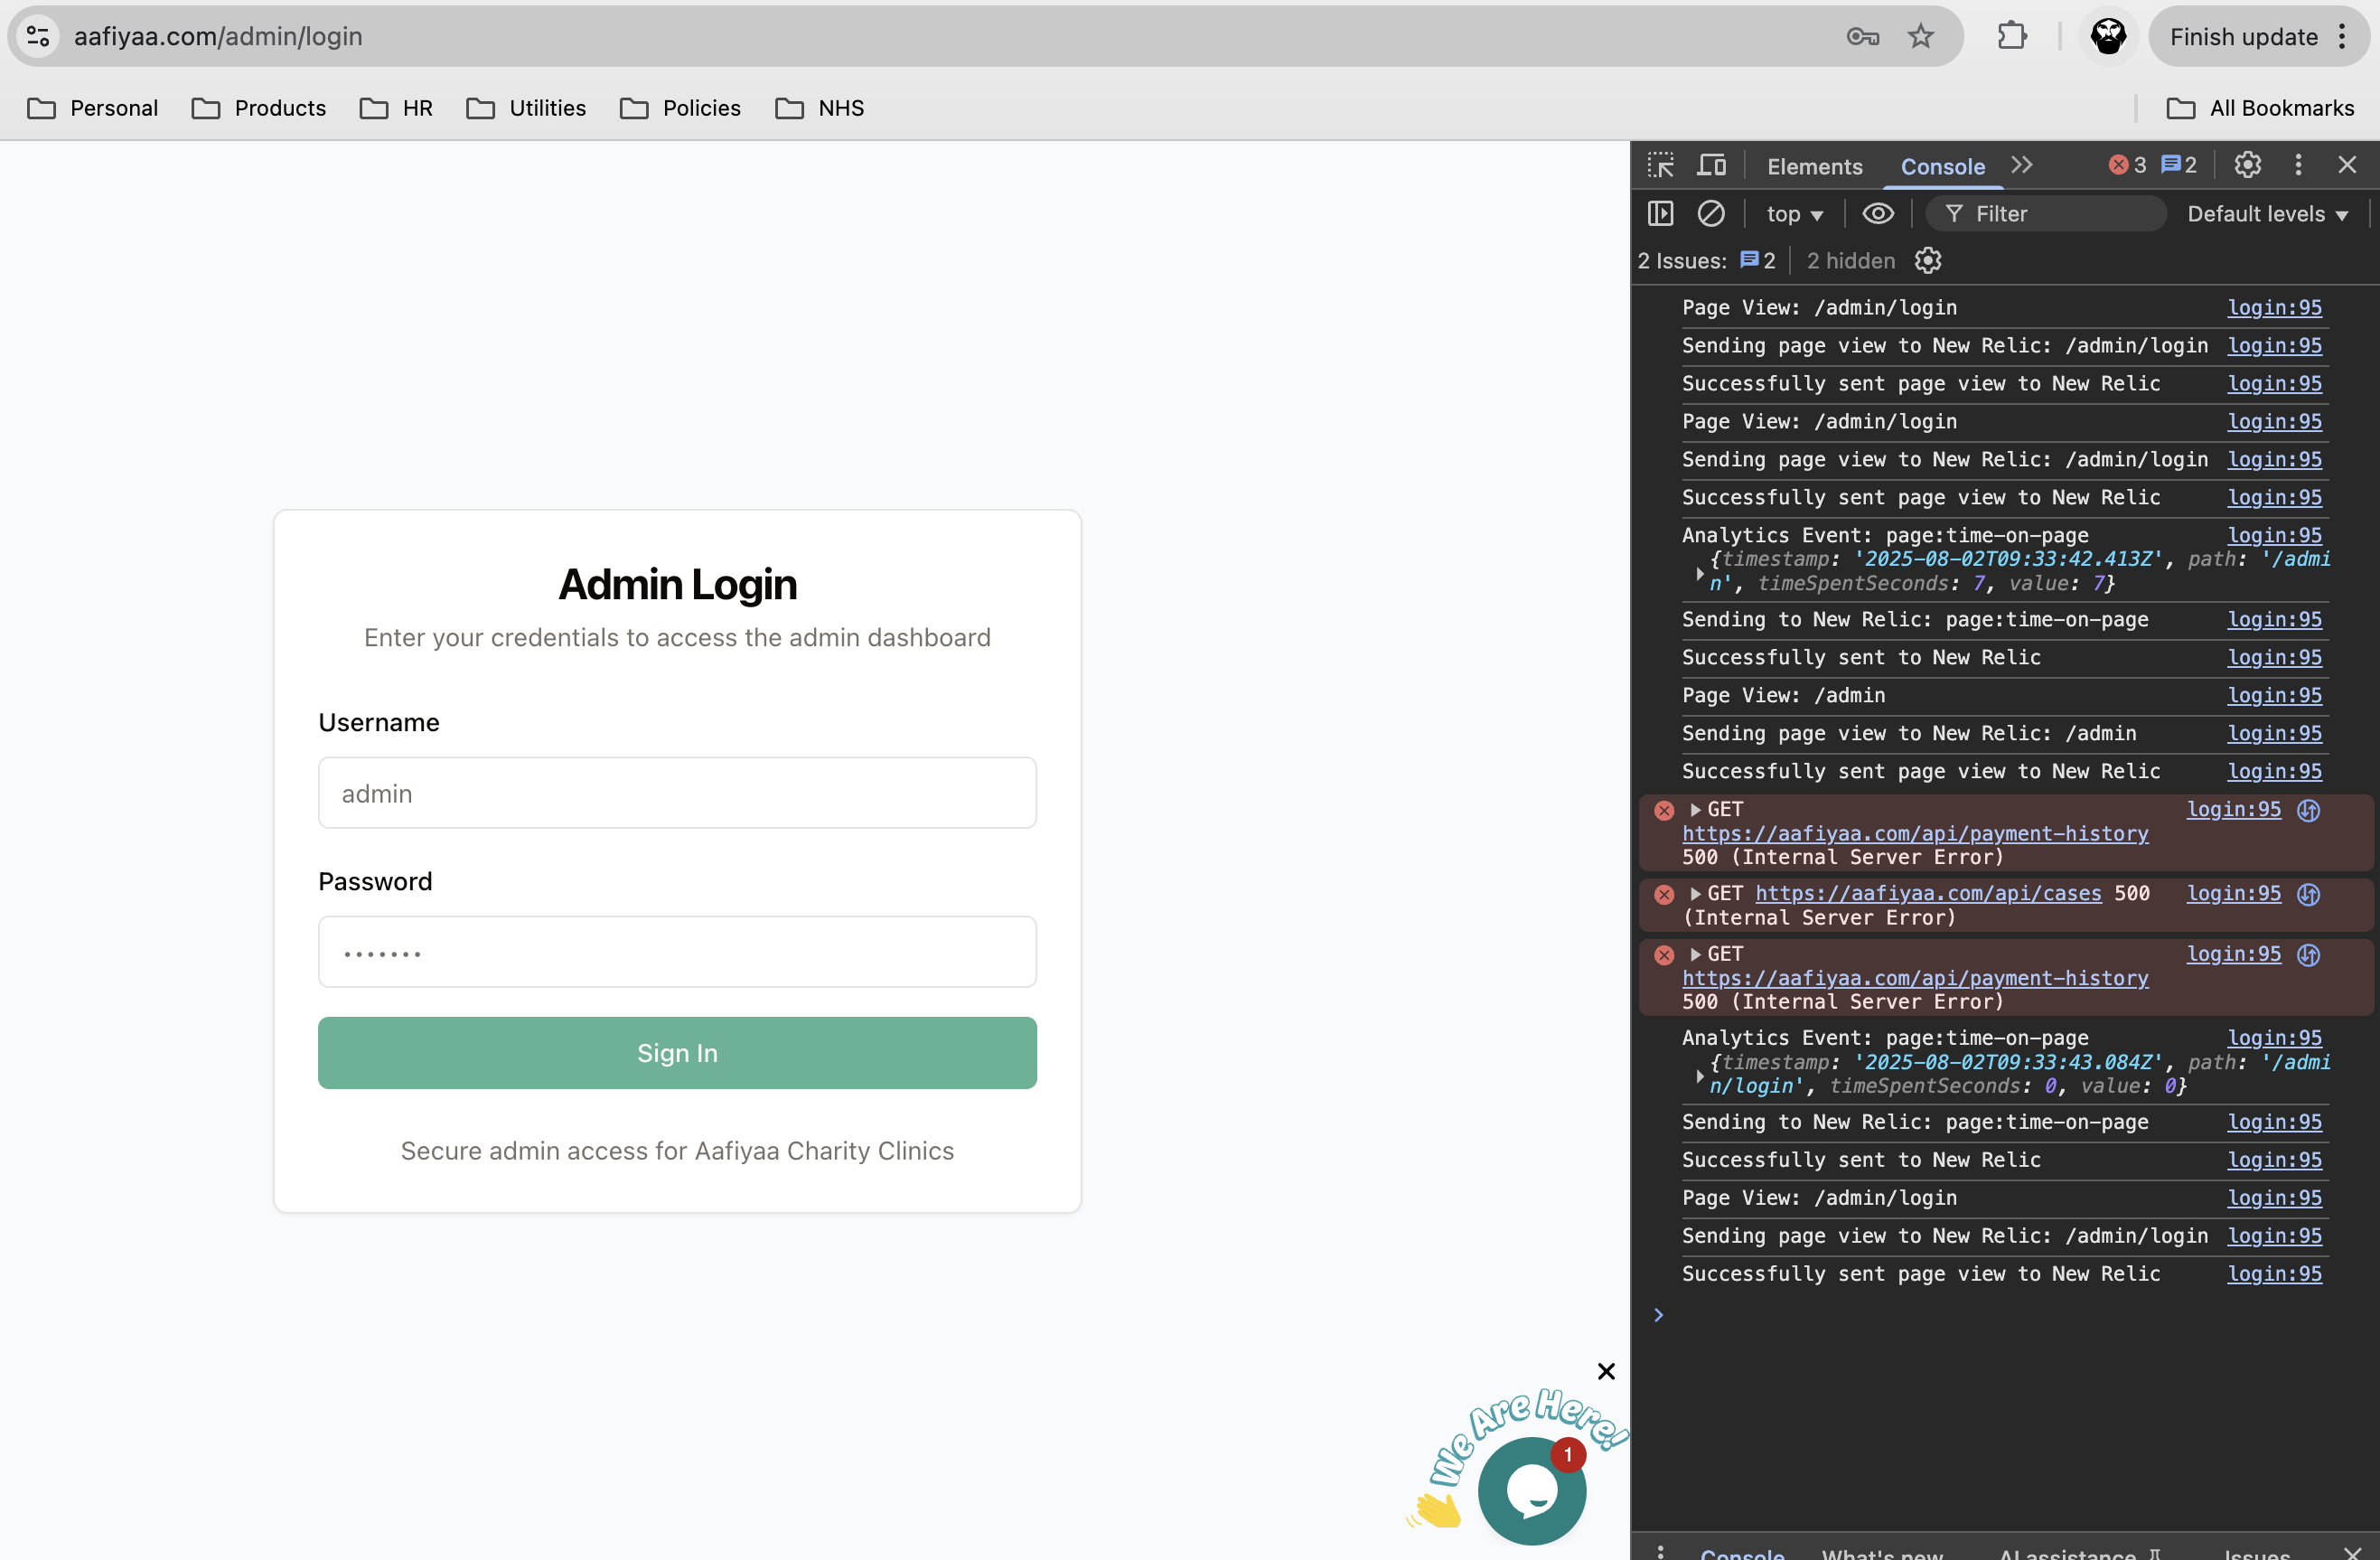 aafiyaa.com/admin/login
Finish update
Personal
Products
HR
Utilities
Policies
NHS
All Bookmarks
Admin Login
Enter your credentials to access the admin dashboard
Username
admin
Password
Sign In
Secure admin access for Aafiyaa Charity Clinics
We Are Here!
1
Elements
Console
3
2
top
Filter
Default levels
2 Issues:
2
2 hidden
Page View: /admin/login login:95
Sending page view to New Relic: /admin/login login:95
Successfully sent page view to New Relic login:95
Page View: /admin/login login:95
Sending page view to New Relic: /admin/login login:95
Successfully sent page view to New Relic login:95
Analytics Event: page:time-on-page login:95
{timestamp: '2025-08-02T09:33:42.413Z', path: '/admi
n', timeSpentSeconds: 7, value: 7}
Sending to New Relic: page:time-on-page login:95
Successfully sent to New Relic login:95
Page View: /admin login:95
Sending page view to New Relic: /admin login:95
Successfully sent page view to New Relic login:95
GET login:95
https://aafiyaa.com/api/payment-history
500 (Internal Server Error)
GET https://aafiyaa.com/api/cases 500 login:95
(Internal Server Error)
GET login:95
https://aafiyaa.com/api/payment-history
500 (Internal Server Error)
Analytics Event: page:time-on-page login:95
{timestamp: '2025-08-02T09:33:43.084Z', path: '/admi
n/login', timeSpentSeconds: 0, value: 0}
Sending to New Relic: page:time-on-page login:95
Successfully sent to New Relic login:95
Page View: /admin/login login:95
Sending page view to New Relic: /admin/login login:95
Successfully sent page view to New Relic login:95
Console
What's new
AI assistance
Issues